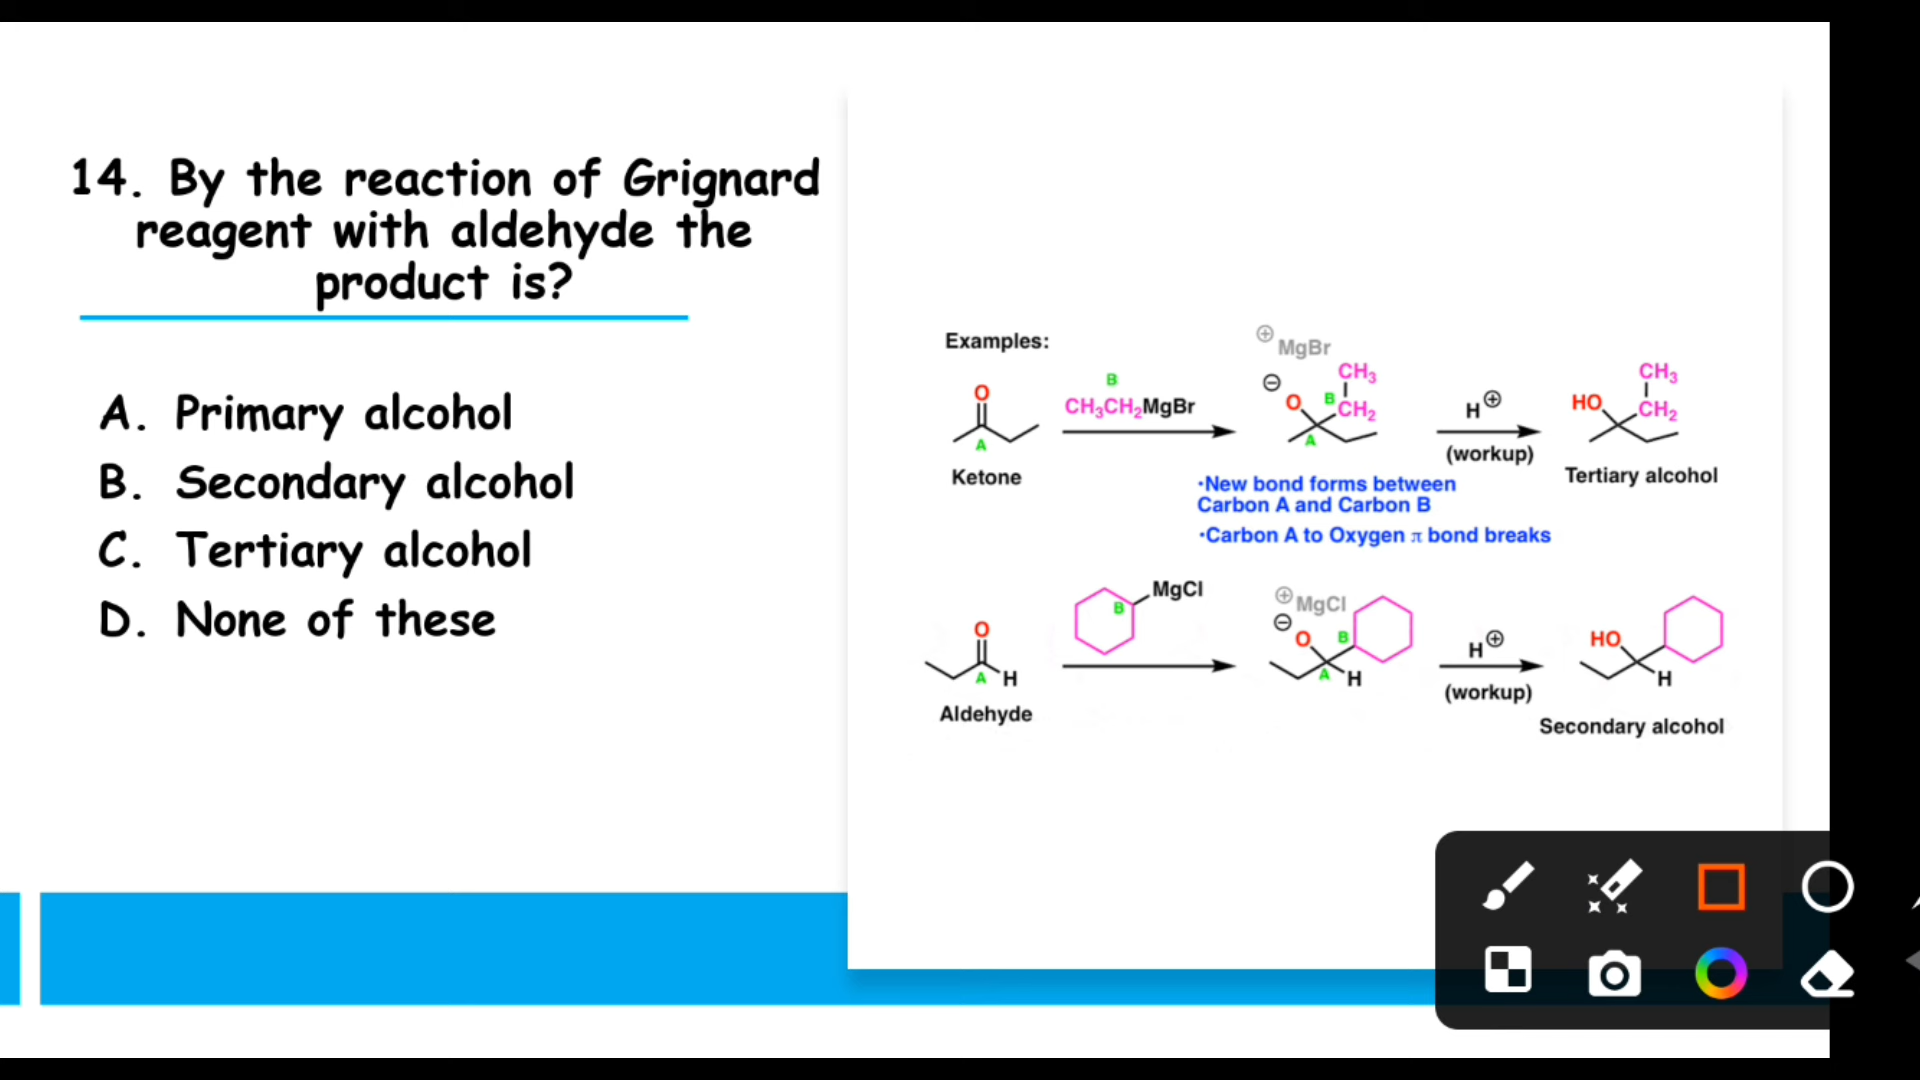 14. By the reaction of Grignard
reagent with aldehyde the
product is?
A. Primary alcohol
B. Secondary alcohol
C. Tertiary alcohol
D. None of these
Examples:
O
A
Ketone
B
CH₃CH₂MgBr
⊕
MgBr
⊖
O
CH₃
B CH₂
A
•New bond forms between
Carbon A and Carbon B
•Carbon A to Oxygen π bond breaks
H⊕
(workup)
CH₃
HO
CH₂
Tertiary alcohol
O
A H
Aldehyde
MgCl
B
⊕
MgCl
⊖
O B
A H
H⊕
(workup)
HO
H
Secondary alcohol